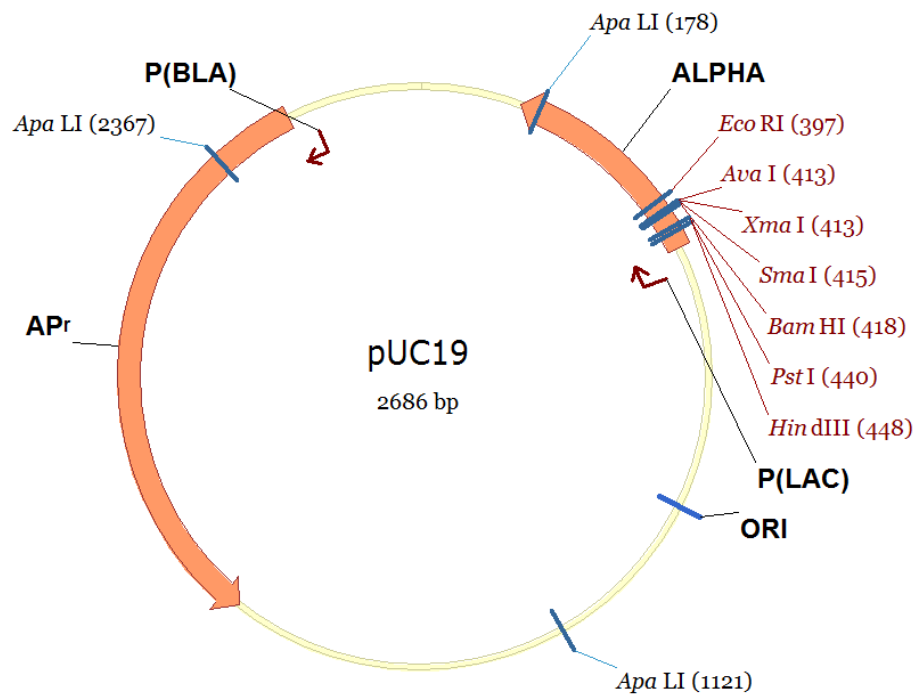 Apa LI (178)
P(BLA)
ALPHA
Apa LI (2367)
Eco RI (397)
Ava I (413)
Xma I (413)
Sma I (415)
APr
pUC19
Bam HI (418)
2686 bp
Pst I (440)
Hin dIII (448)
P(LAC)
ORI
Apa LI (1121)